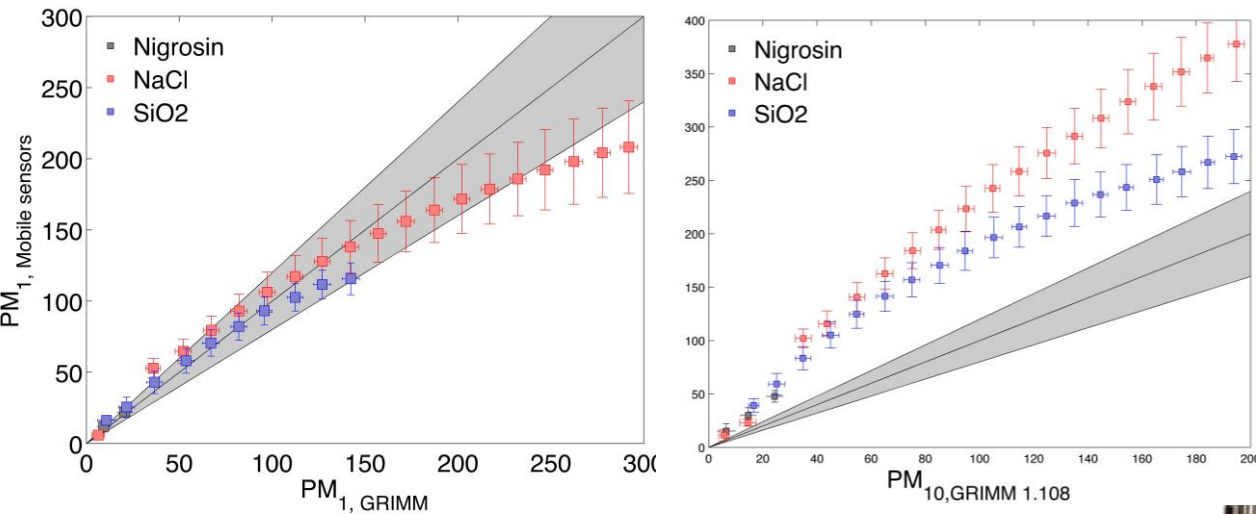 300
250
200
150
100
50
0
PM1, Mobile sensors
Nigrosin
NaCl
SiO2
0 50 100 150 200 250 300
PM1, GRIMM
400
350
300
250
200
150
100
50
0
Nigrosin
NaCl
SiO2
0 20 40 60 80 100 120 140 160 180 200
PM10,GRIMM 1.108